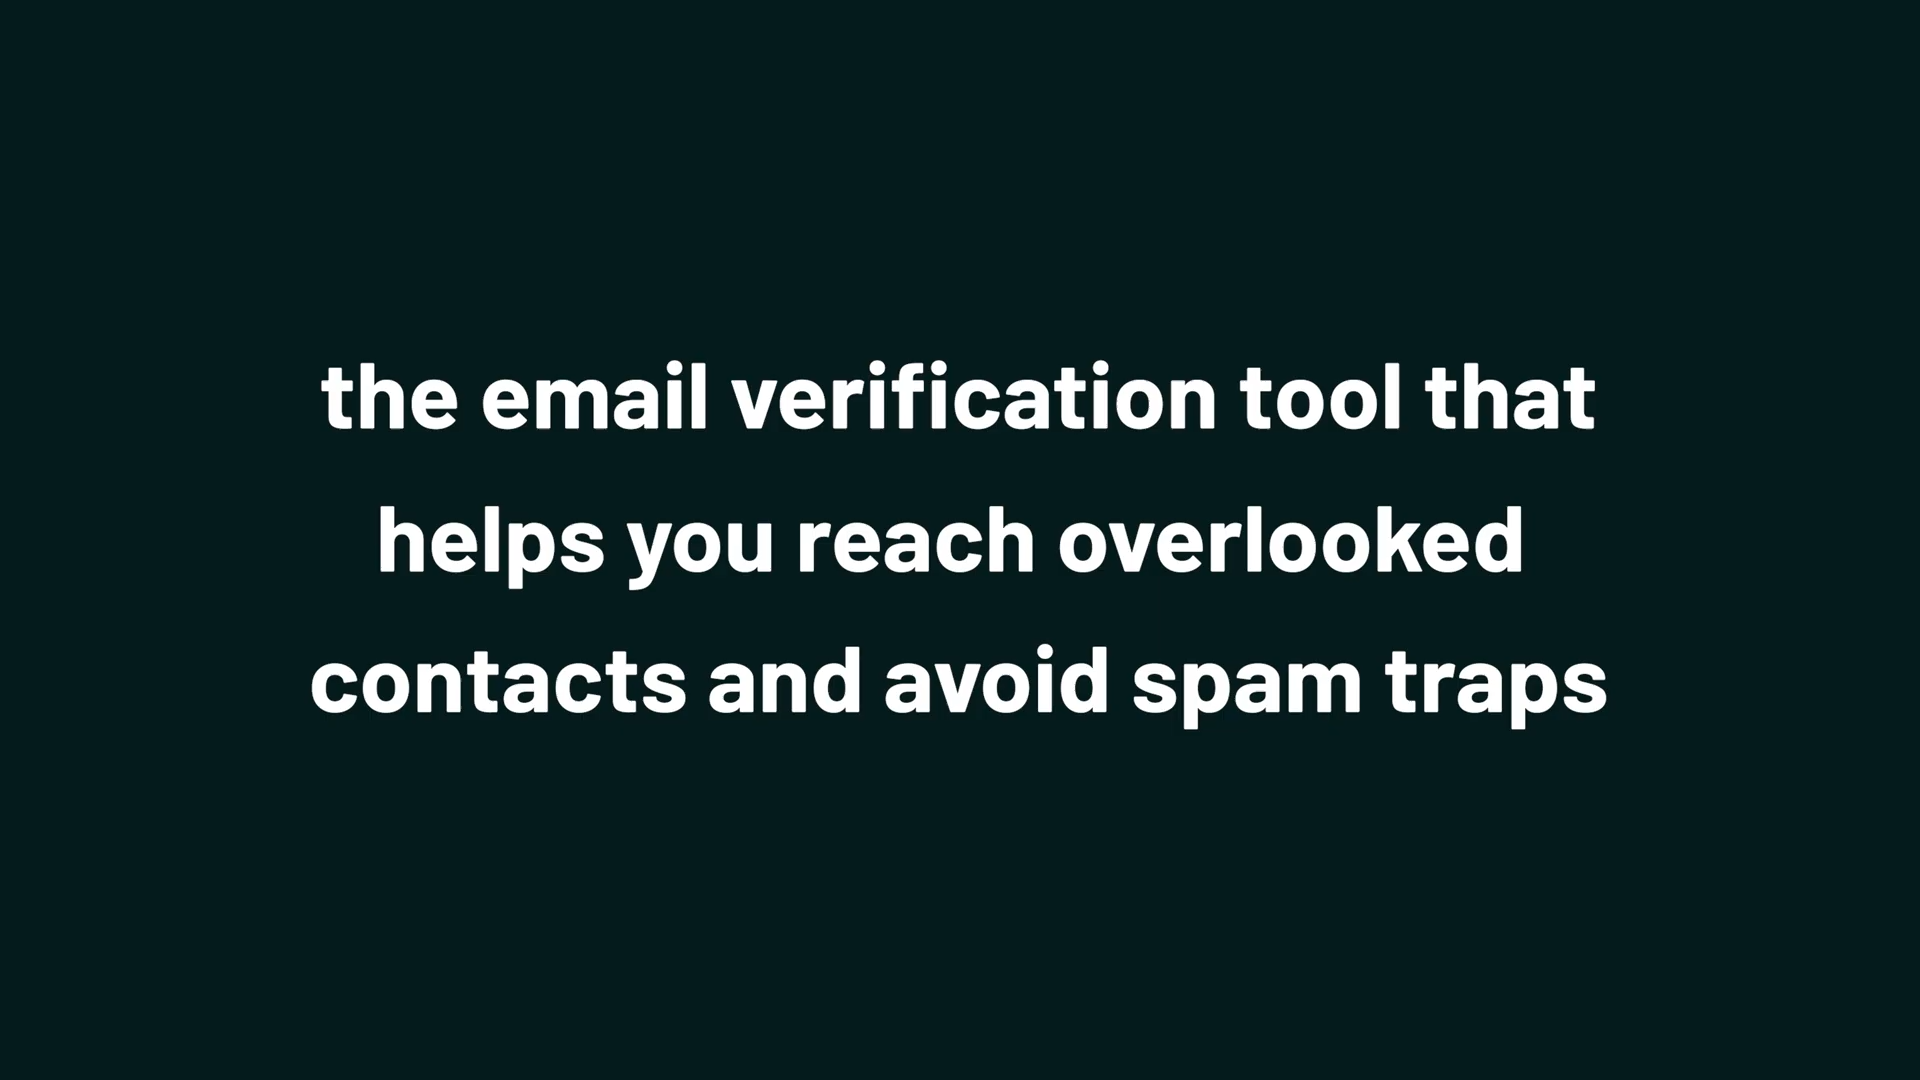 the email verification tool that
helps you reach overlooked
contacts and avoid spam traps